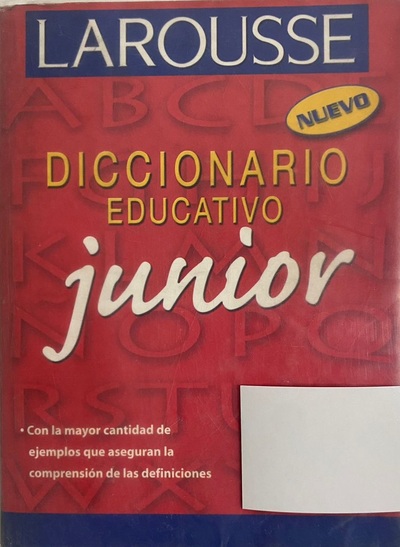 LAROUSSE
NUEVO
DICCIONARIO
EDUCATIVO
junior
• Con la mayor cantidad de
ejemplos que aseguran la
comprensión de las definiciones